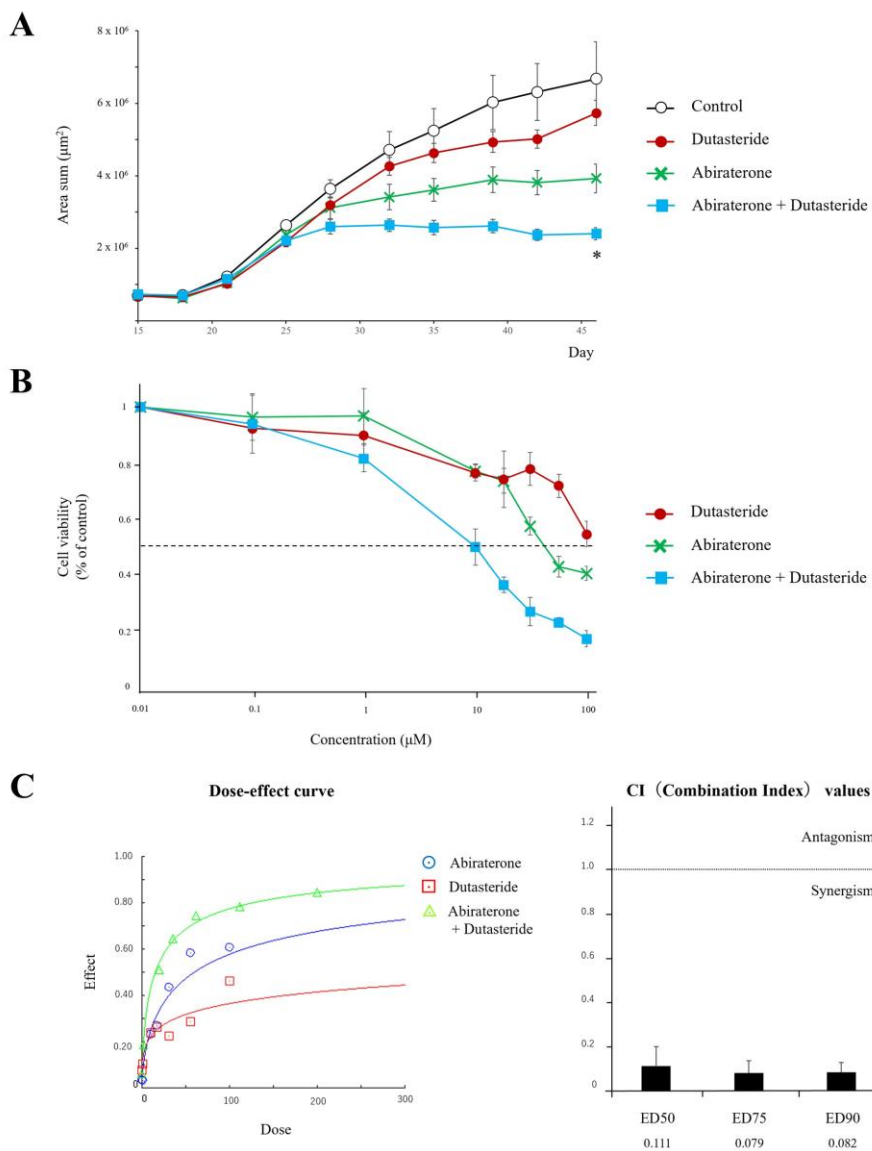 A
8 x 10⁶
6 x 10⁶
4 x 10⁶
2 x 10⁶
Area sum (μm²)
15 20 25 30 35 40 45
Day
*
Control
Dutasteride
Abiraterone
Abiraterone + Dutasteride
B
1
0.8
0.6
0.4
0.2
0
Cell viability
(% of control)
0.01 0.1 1 10 100
Concentration (μM)
Dutasteride
Abiraterone
Abiraterone + Dutasteride
C
Dose-effect curve
1.00
0.80
0.60
0.40
0.20
0
Effect
0 100 200 300
Dose
Abiraterone
Dutasteride
Abiraterone
+ Dutasteride
CI (Combination Index) values
1.2
1.0
0.8
0.6
0.4
0.2
0
Antagonism
Synergism
ED50 ED75 ED90
0.111 0.079 0.082